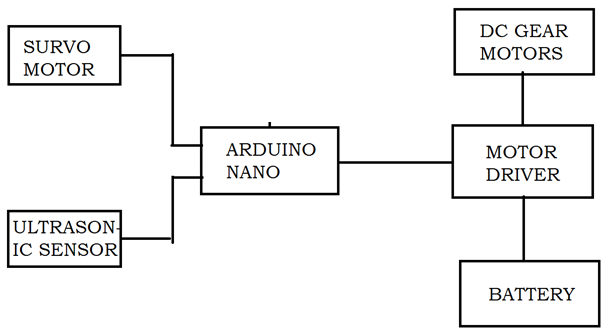 SURVO
MOTOR
ULTRASON-
IC SENSOR
ARDUINO
NANO
DC GEAR
MOTORS
MOTOR
DRIVER
BATTERY